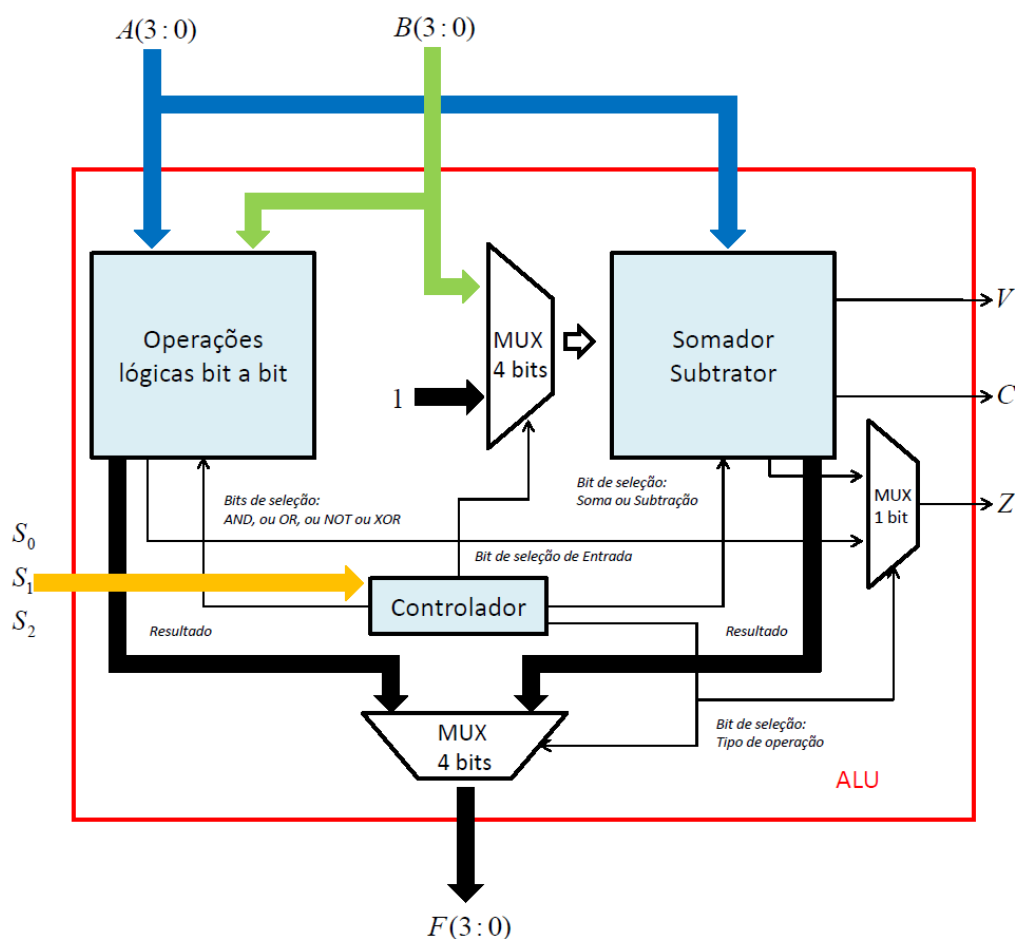 A(3:0)
B(3:0)
Operações
lógicas bit a bit
MUX
4 bits
1
Somador
Subtrator
V
C
MUX
1 bit
Z
Bits de seleção:
AND, ou OR, ou NOT ou XOR
Bit de seleção:
Soma ou Subtração
S0
S1
S2
Bit de seleção de Entrada
Controlador
Resultado
Resultado
MUX
4 bits
Bit de seleção:
Tipo de operação
ALU
F(3:0)